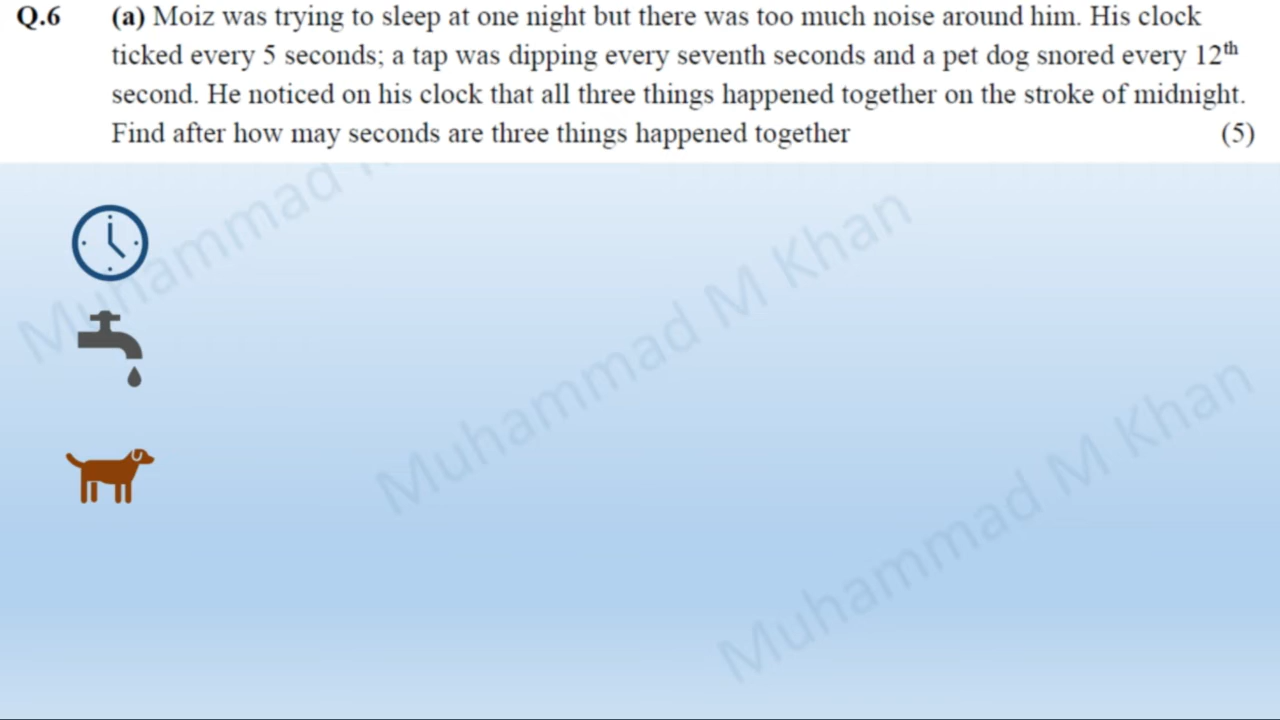 Q.6 (a) Moiz was trying to sleep at one night but there was too much noise around him. His clock
ticked every 5 seconds; a tap was dipping every seventh seconds and a pet dog snored every 12th
second. He noticed on his clock that all three things happened together on the stroke of midnight.
Find after how may seconds are three things happened together (5)
Muhammad
Muhammad M Khan
Muhammad M Khan